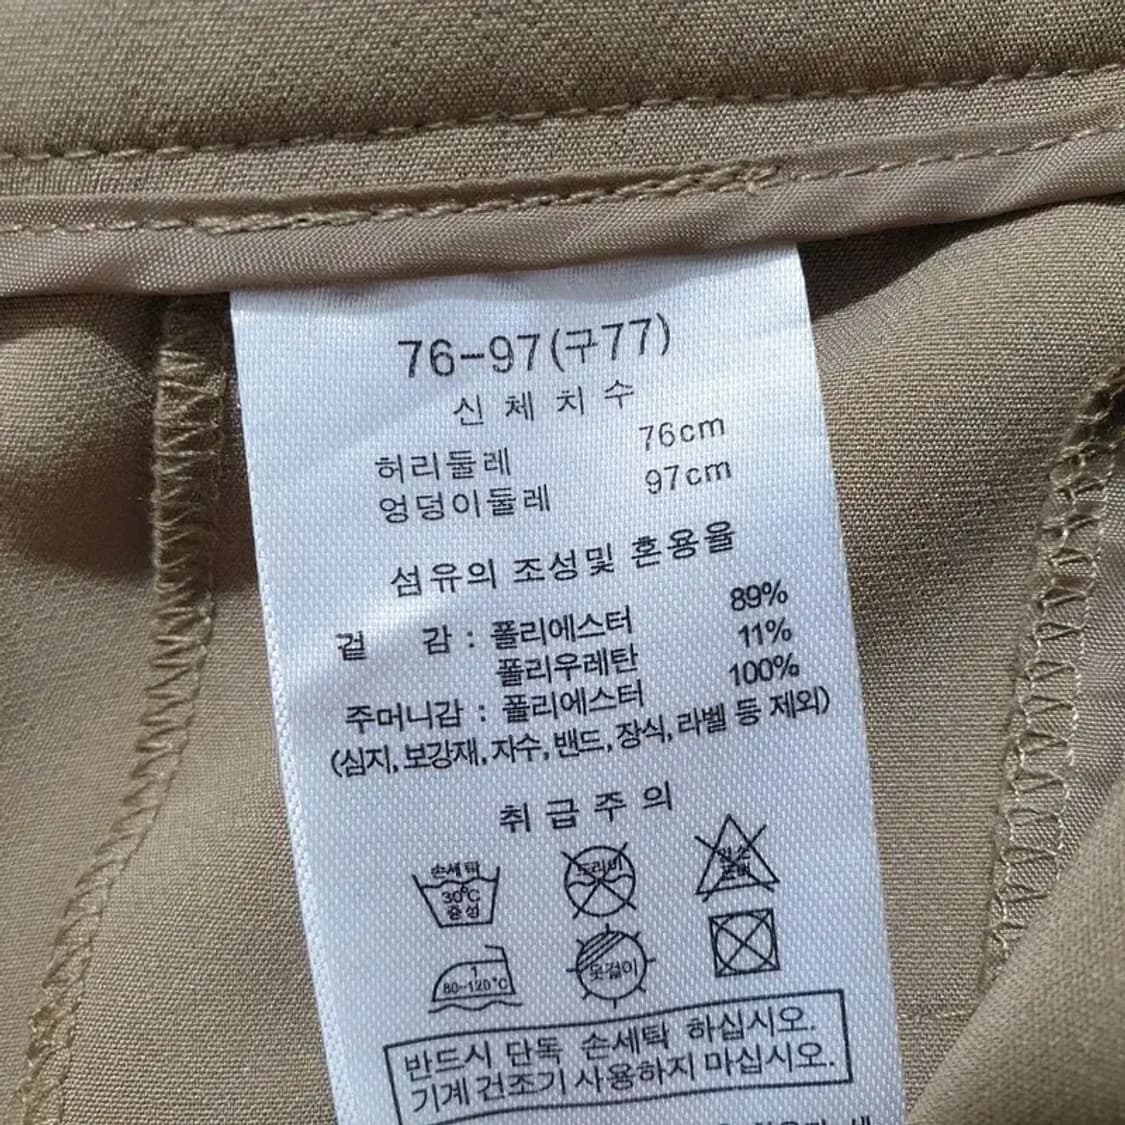 76-97(구77)
신 체 치 수
허리둘레 76cm
엉덩이둘레 97cm
섬유의 조성및 혼용율
겉 감 : 폴리에스터 89%
폴리우레탄 11%
주머니감 : 폴리에스터 100%
(심지, 보강재, 자수, 밴드, 장식, 라벨 등 제외)
취 급 주 의
손세탁
30℃
중성
드라이
염소
표백
1
80~120℃
옷걸이
반드시 단독 손세탁 하십시오.
기계 건조기 사용하지 마십시오.